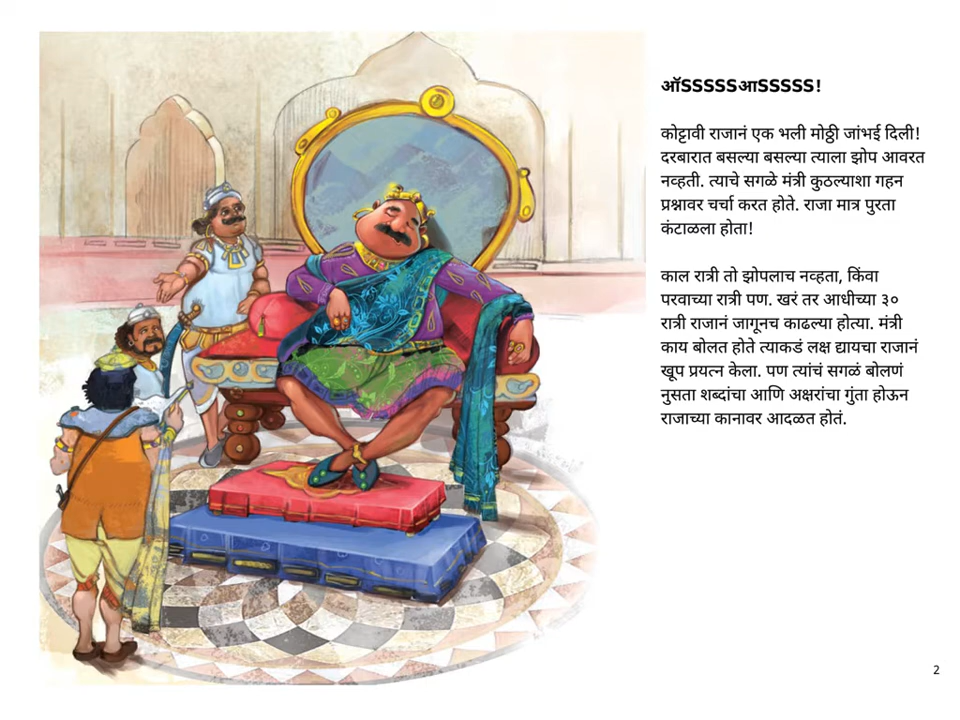 ऑSSSSSआSSSSS!
कोट्टावी राजानं एक भली मोठ्ठी जांभई दिली!
दरबारात बसल्या बसल्या त्याला झोप आवरत
नव्हती. त्याचे सगळे मंत्री कुठल्याशा गहन
प्रश्नावर चर्चा करत होते. राजा मात्र पुरता
कंटाळला होता!
काल रात्री तो झोपलाच नव्हता, किंवा
परवाच्या रात्री पण. खरं तर आधीच्या ३०
रात्री राजानं जागूनच काढल्या होत्या. मंत्री
काय बोलत होते त्याकडं लक्ष द्यायचा राजानं
खूप प्रयत्न केला. पण त्यांचं सगळं बोलणं
नुसता शब्दांचा आणि अक्षरांचा गुंता होऊन
राजाच्या कानावर आदळत होतं.
2